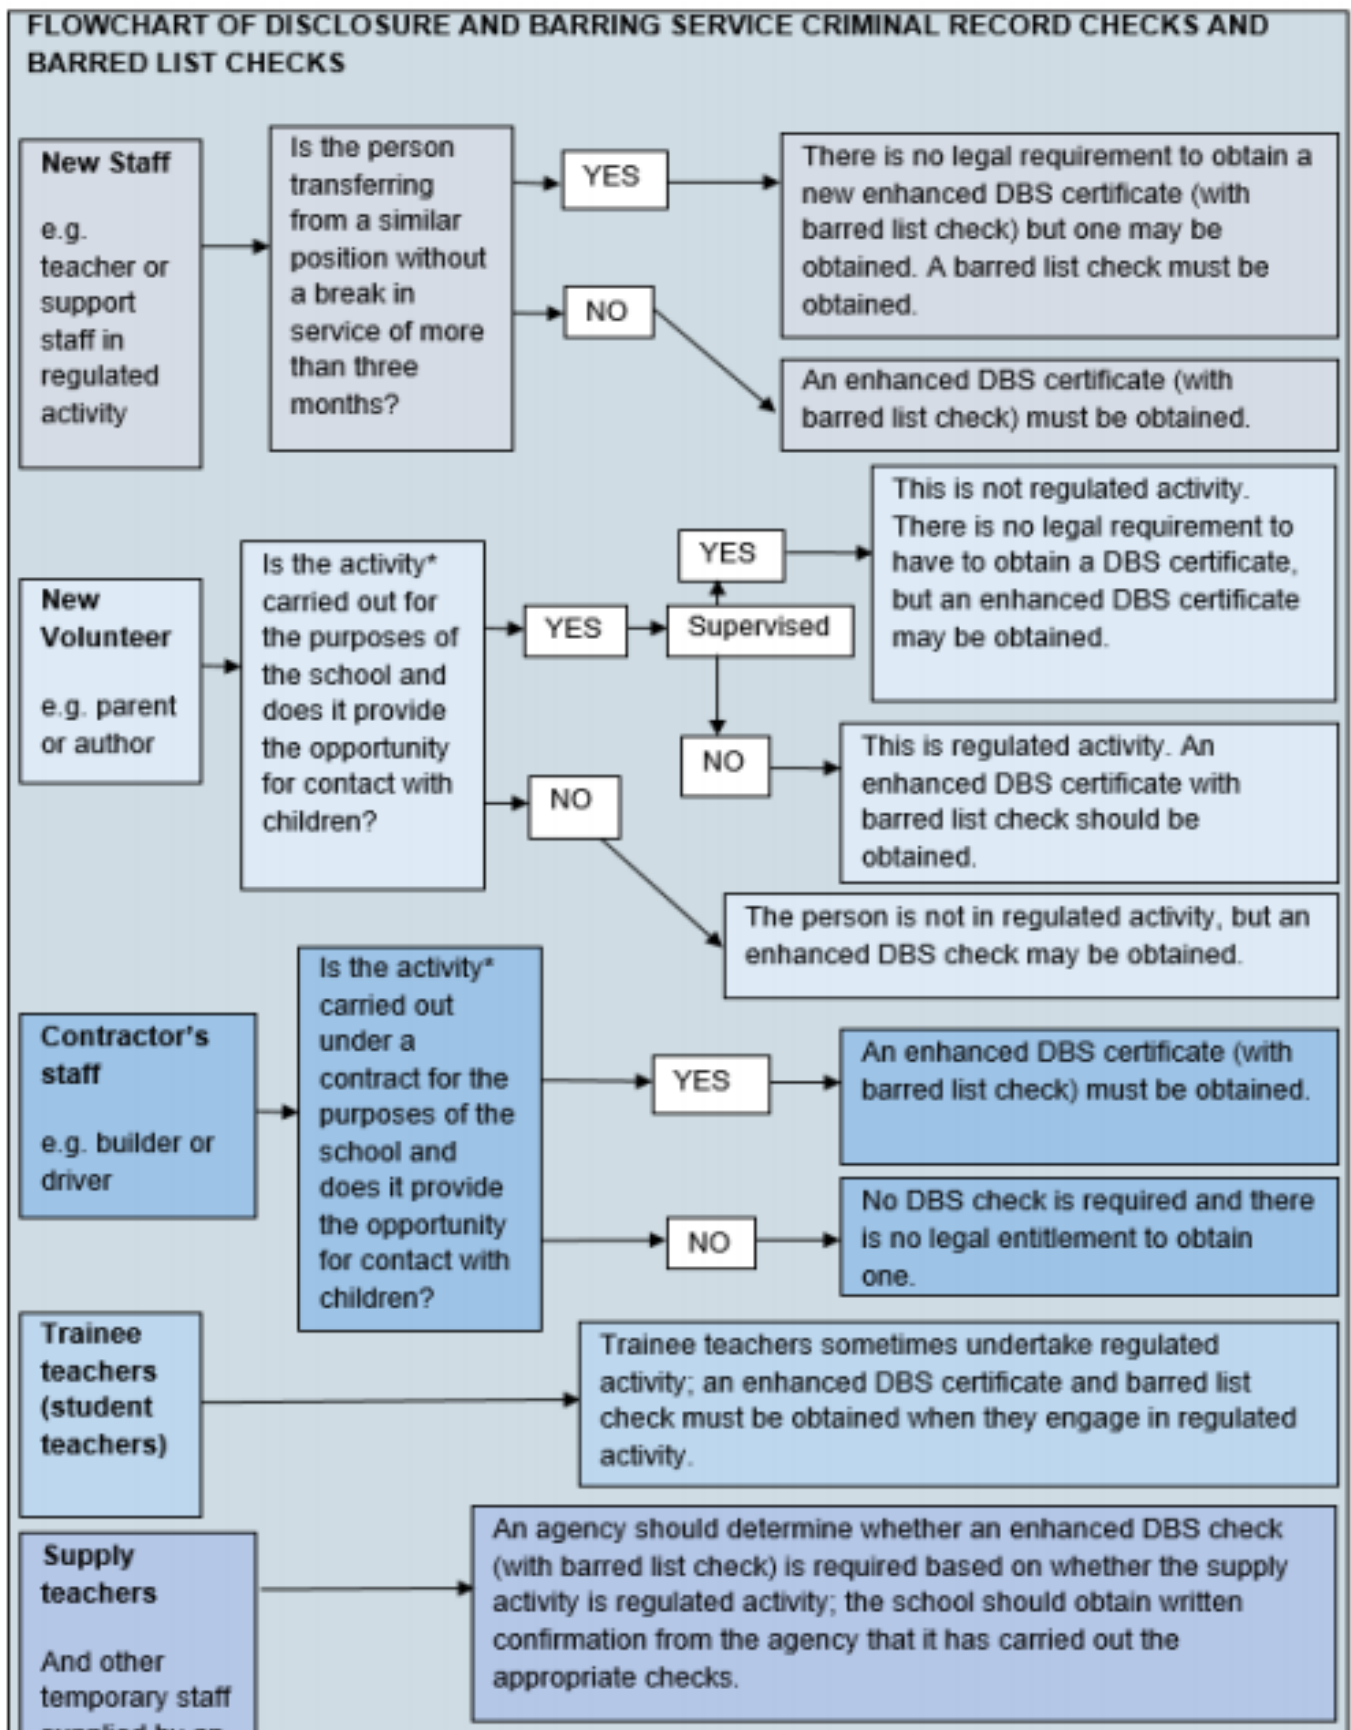 FLOWCHART OF DISCLOSURE AND BARRING SERVICE CRIMINAL RECORD CHECKS AND
BARRED LIST CHECKS
New Staff
e.g.
teacher or
support
staff in
regulated
activity
Is the person
transferring
from a similar
position without
a break in
service of more
than three
months?
YES
There is no legal requirement to obtain a
new enhanced DBS certificate (with
barred list check) but one may be
obtained. A barred list check must be
obtained.
NO
An enhanced DBS certificate (with
barred list check) must be obtained.
New
Volunteer
e.g. parent
or author
Is the activity*
carried out for
the purposes of
the school and
does it provide
the opportunity
for contact with
children?
YES
Supervised
YES
This is not regulated activity.
There is no legal requirement to
have to obtain a DBS certificate,
but an enhanced DBS certificate
may be obtained.
NO
This is regulated activity. An
enhanced DBS certificate with
barred list check should be
obtained.
NO
The person is not in regulated activity, but an
enhanced DBS check may be obtained.
Contractor's
staff
e.g. builder or
driver
Is the activity*
carried out
under a
contract for the
purposes of the
school and
does it provide
the opportunity
for contact with
children?
YES
An enhanced DBS certificate (with
barred list check) must be obtained.
NO
No DBS check is required and there
is no legal entitlement to obtain
one.
Trainee
teachers
(student
teachers)
Trainee teachers sometimes undertake regulated
activity; an enhanced DBS certificate and barred list
check must be obtained when they engage in regulated
activity.
Supply
teachers
And other
temporary staff
An agency should determine whether an enhanced DBS check
(with barred list check) is required based on whether the supply
activity is regulated activity; the school should obtain written
confirmation from the agency that it has carried out the
appropriate checks.